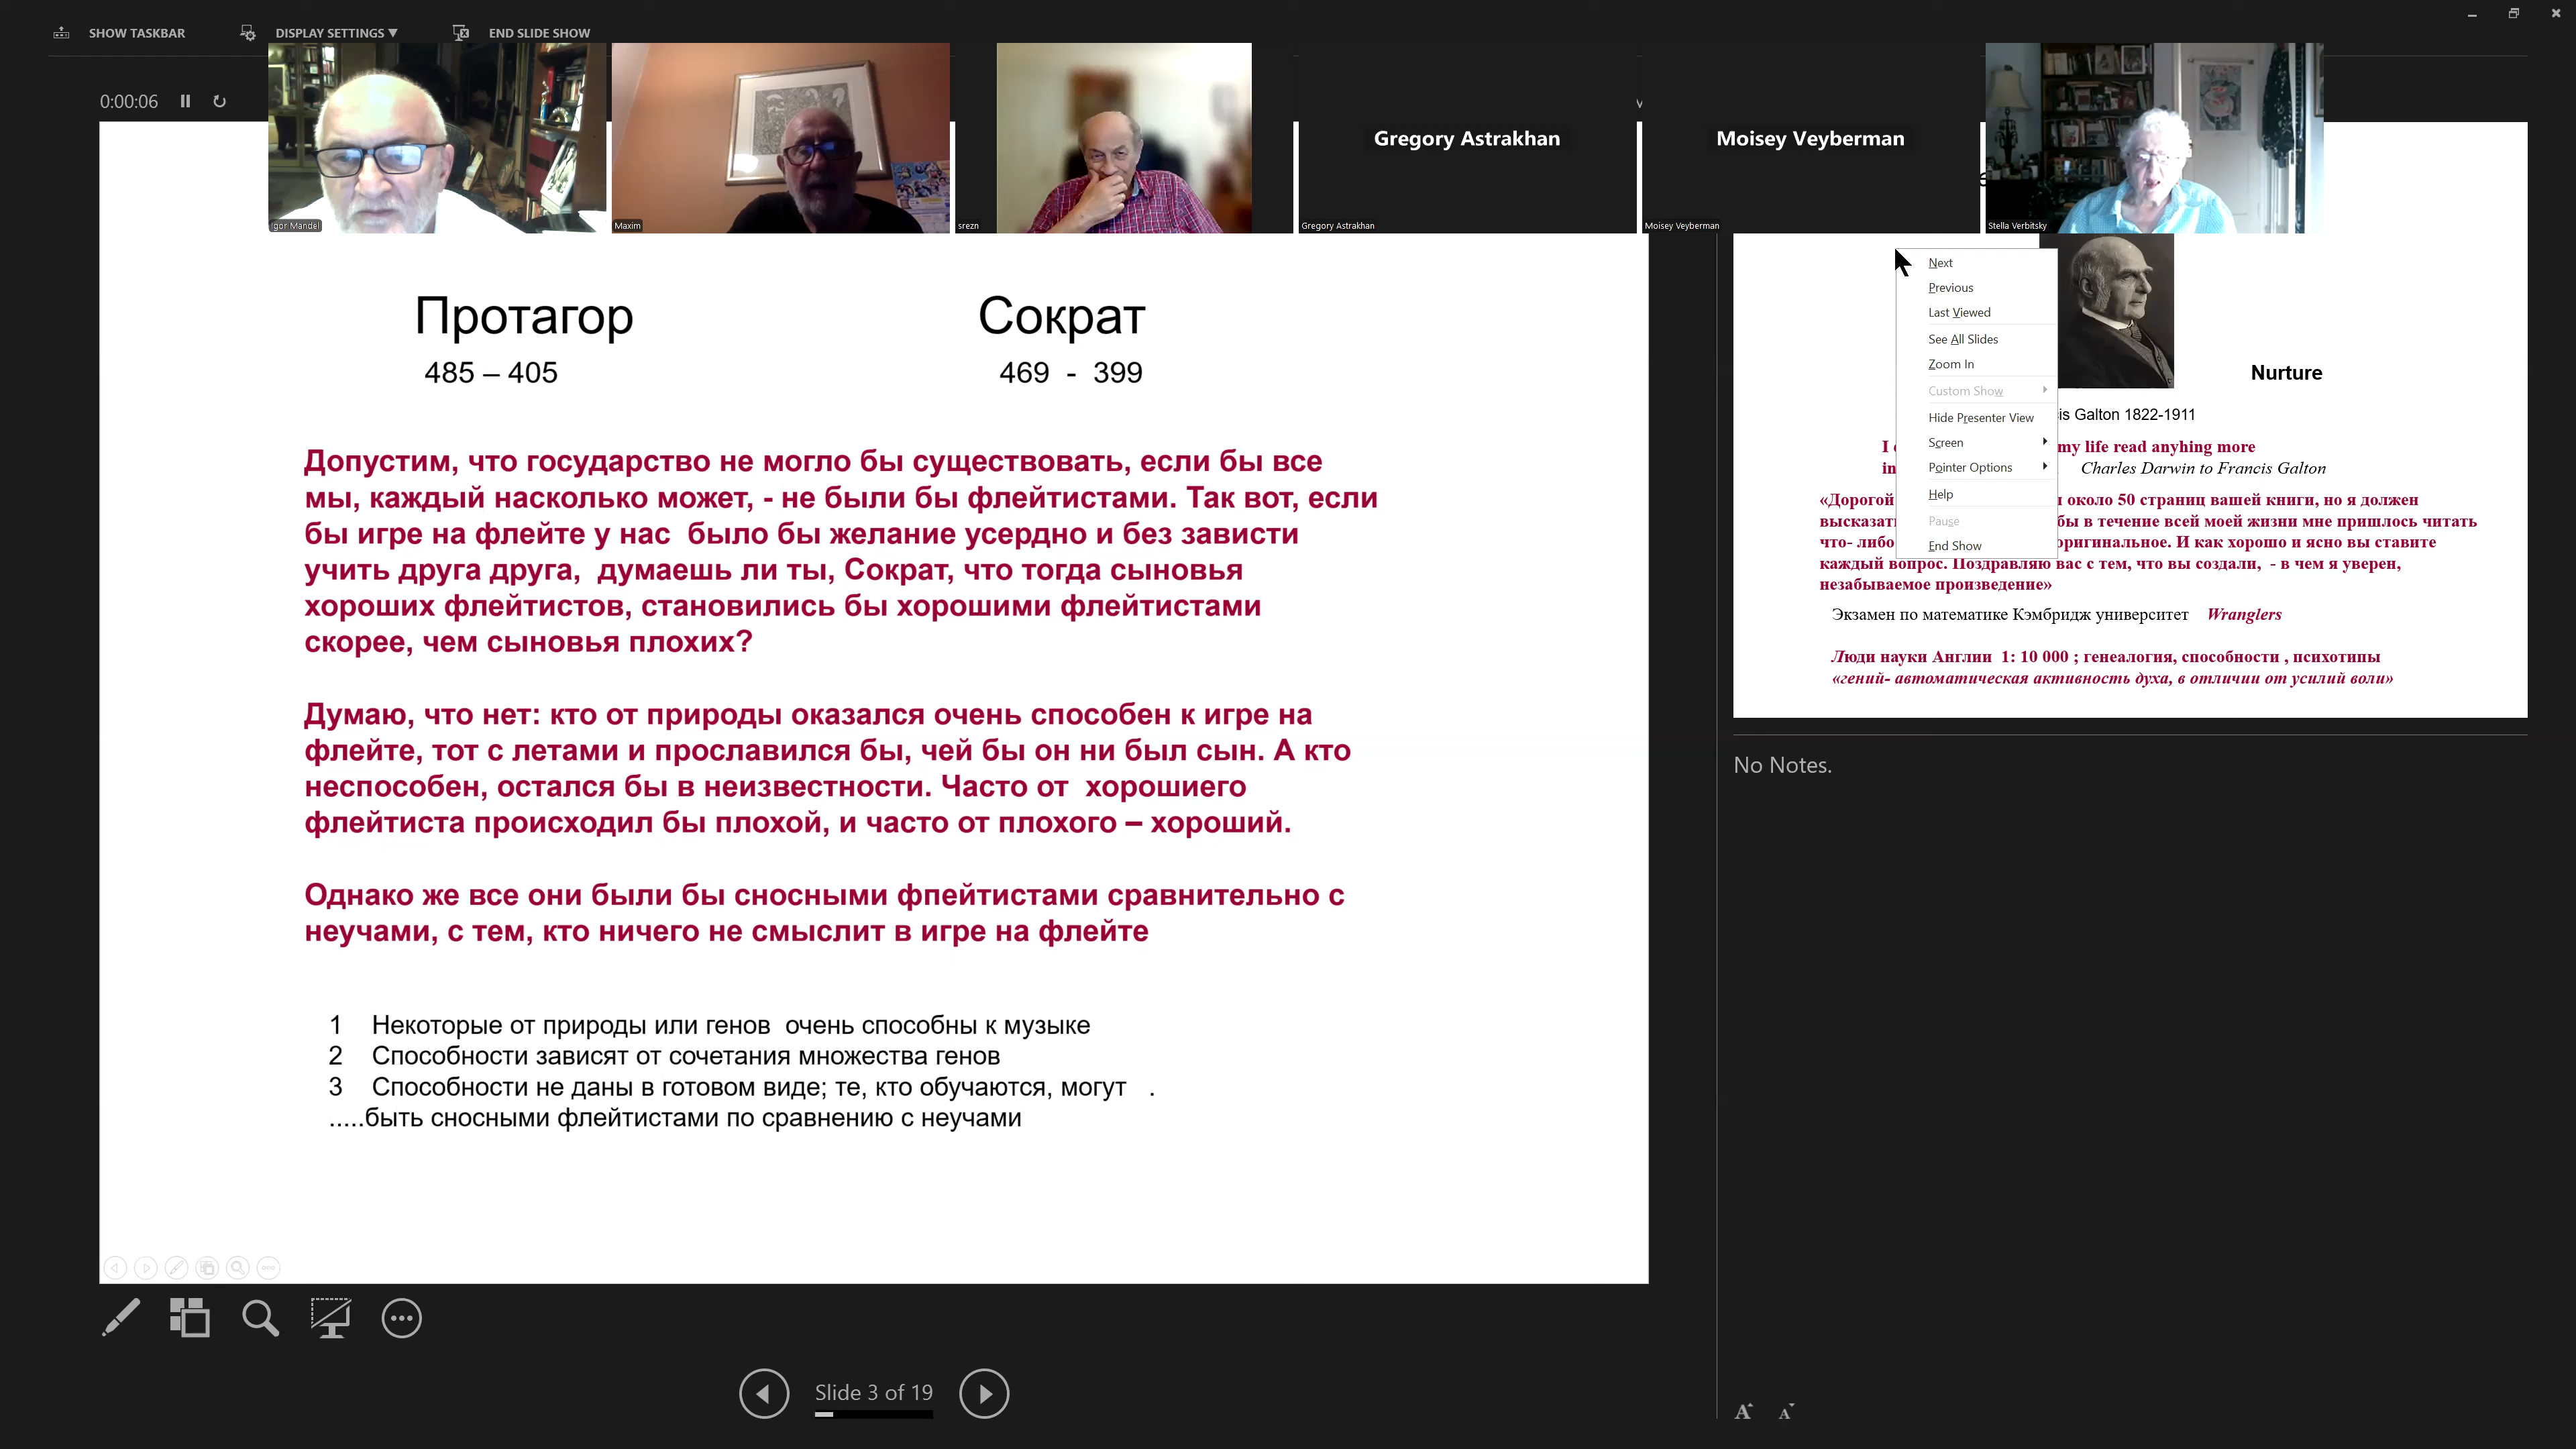 SHOW TASKBAR
DISPLAY SETTINGS ▼
END SLIDE SHOW
0:00:06
Igor Mandel
Maxim
srezn
Gregory Astrakhan
Gregory Astrakhan
Moisey Veyberman
Moisey Veyberman
Stella Verbitsky
Протагор
Сократ
485 – 405
469 - 399
Допустим, что государство не могло бы существовать, если бы все
мы, каждый насколько может, - не были бы флейтистами. Так вот, если
бы игре на флейте у нас было бы желание усердно и без зависти
учить друга друга, думаешь ли ты, Сократ, что тогда сыновья
хороших флейтистов, становились бы хорошими флейтистами
скорее, чем сыновья плохих?
Думаю, что нет: кто от природы оказался очень способен к игре на
флейте, тот с летами и прославился бы, чей бы он ни был сын. А кто
неспособен, остался бы в неизвестности. Часто от хорошиего
флейтиста происходил бы плохой, и часто от плохого – хороший.
Однако же все они были бы сносными фпейтистами сравнительно с
неучами, с тем, кто ничего не смыслит в игре на флейте
1 Некоторые от природы или генов очень способны к музыке
2 Способности зависят от сочетания множества генов
3 Способности не даны в готовом виде; те, кто обучаются, могут .
.....быть сносными флейтистами по сравнению с неучами
Slide 3 of 19
Next
Previous
Last Viewed
See All Slides
Zoom In
Custom Show
Hide Presenter View
Screen
Pointer Options
Help
Pause
End Show
Nurture
is Galton 1822-1911
I my life read anyhing more
in Charles Darwin to Francis Galton
«Дорогой около 50 страниц вашей книги, но я должен
бы в течение всей моей жизни мне пришлось читать
что- либо оригинальное. И как хорошо и ясно вы ставите
каждый вопрос. Поздравляю вас с тем, что вы создали, - в чем я уверен,
незабываемое произведение»
Экзамен по математике Кэмбридж университет Wranglers
Люди науки Англии 1: 10 000 ; генеалогия, способности , психотипы
«гений- автоматическая активность духа, в отличии от усилий воли»
No Notes.
A A